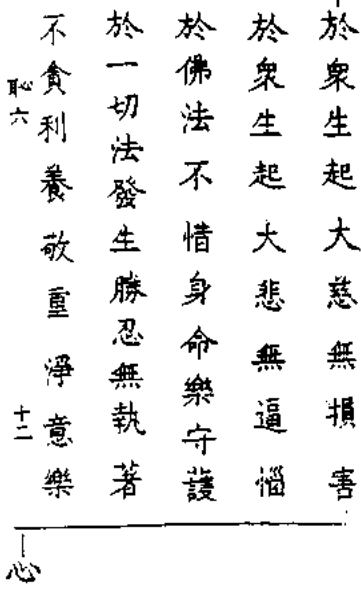 於衆生起大慈無損害
於衆生起大悲無逼惱
於佛法不惜身命樂守護
於一切法發生勝忍無執著
不貪利養敬重淨意樂
恥六
十二
心